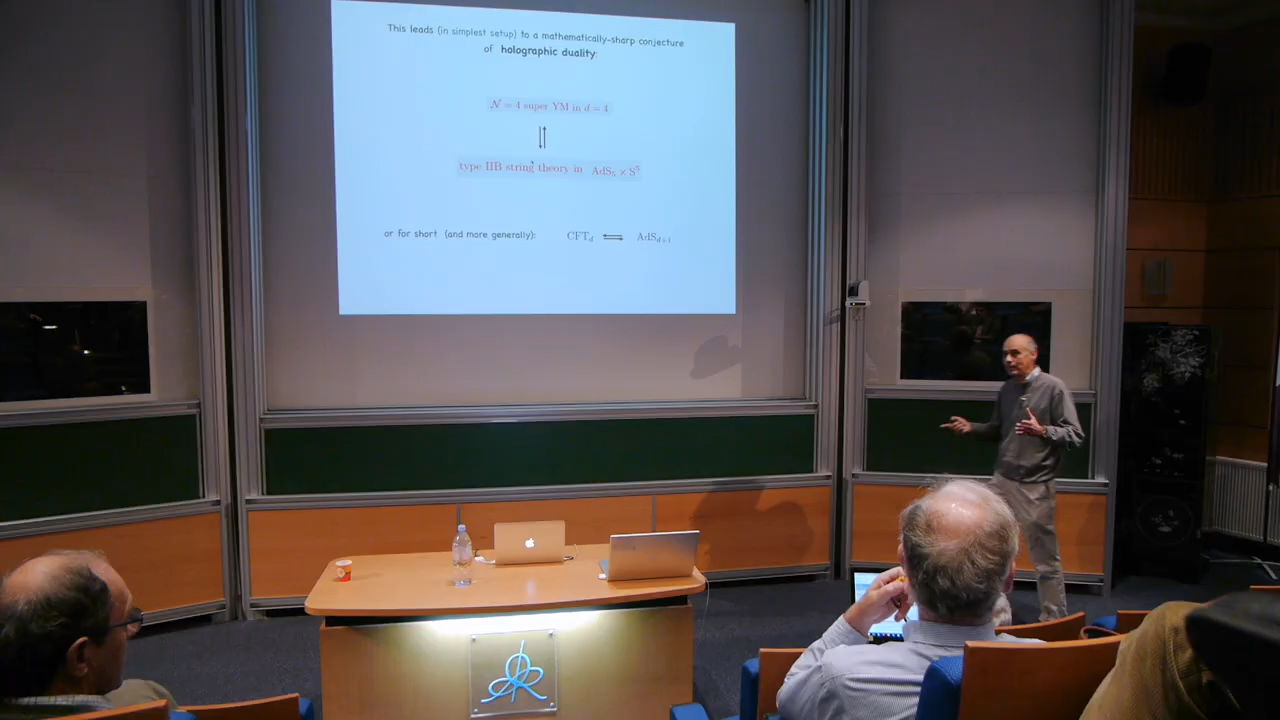 This leads (in simplest setup) to a mathematically-sharp conjecture
of holographic duality:
𝒩 = 4 super YM in d = 4
type IIB string theory in AdS₅ × S⁵
or for short (and more generally): CFT_d ⇌ AdS_{d+1}